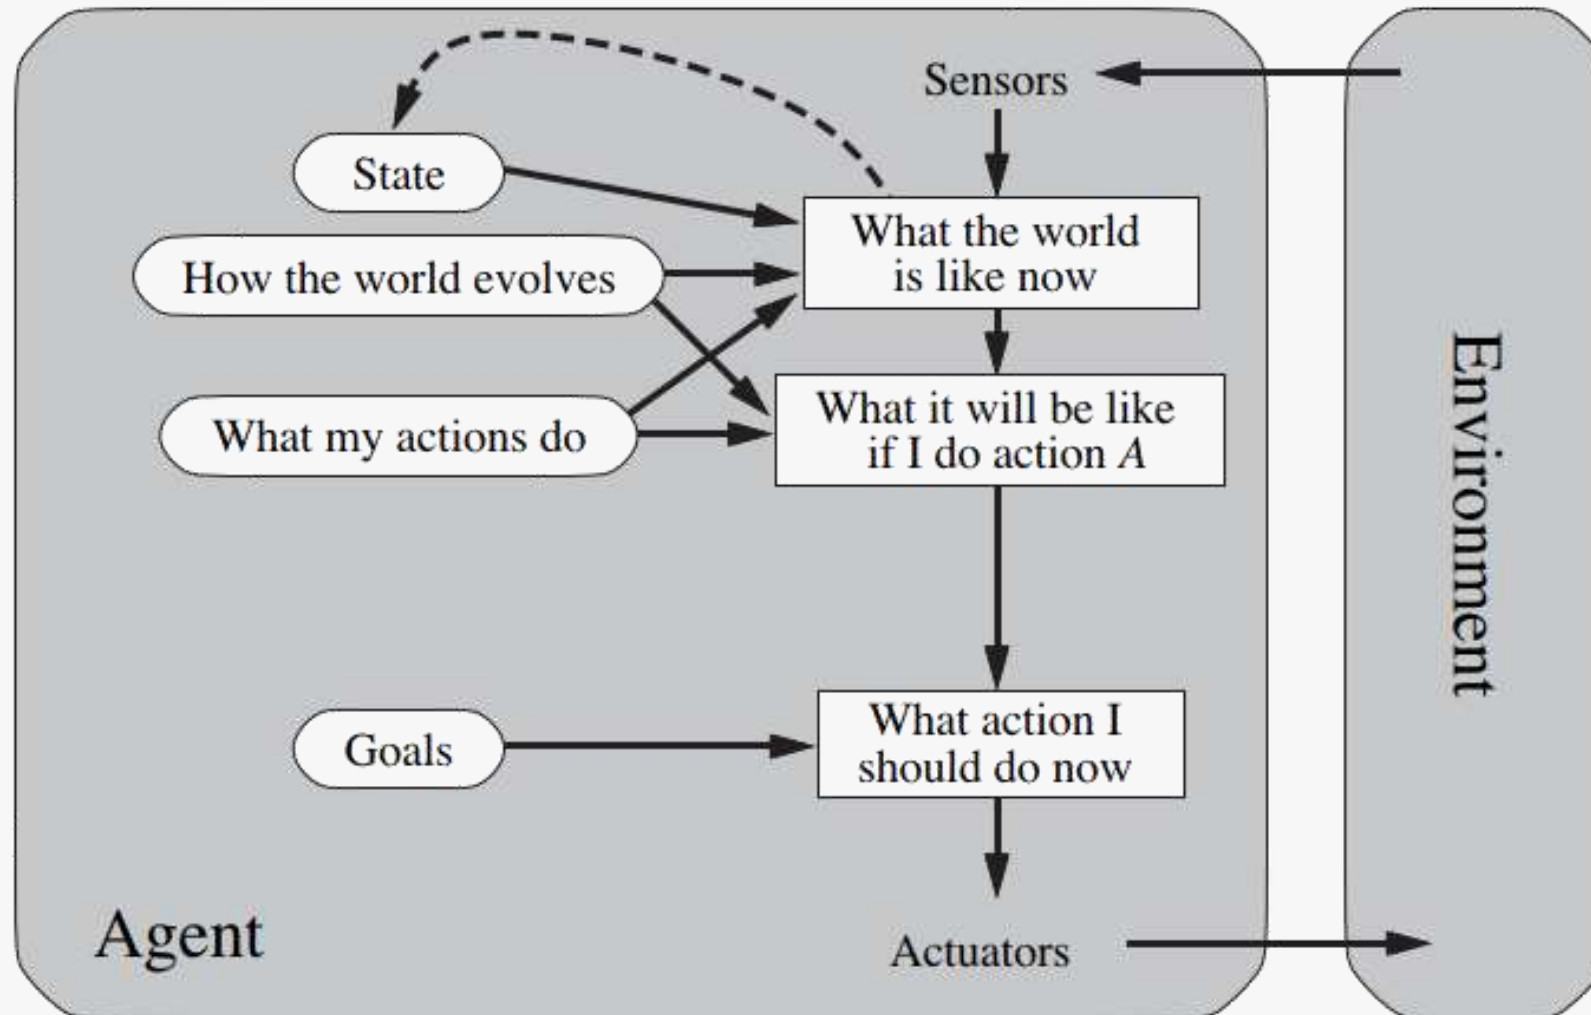 Sensors
State
What the world
is like now
How the world evolves
What it will be like
if I do action A
What my actions do
Environment
What action I
should do now
Goals
Agent
Actuators